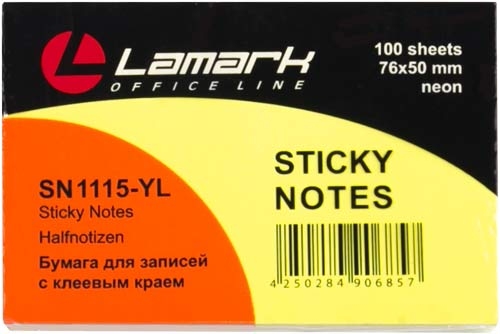 Lamark
OFFICE LINE
100 sheets
76x50 mm
neon
SN1115-YL
Sticky Notes
Halfnotizen
Бумага для записей
с клеевым краем
STICKY
NOTES
4 250284 906857